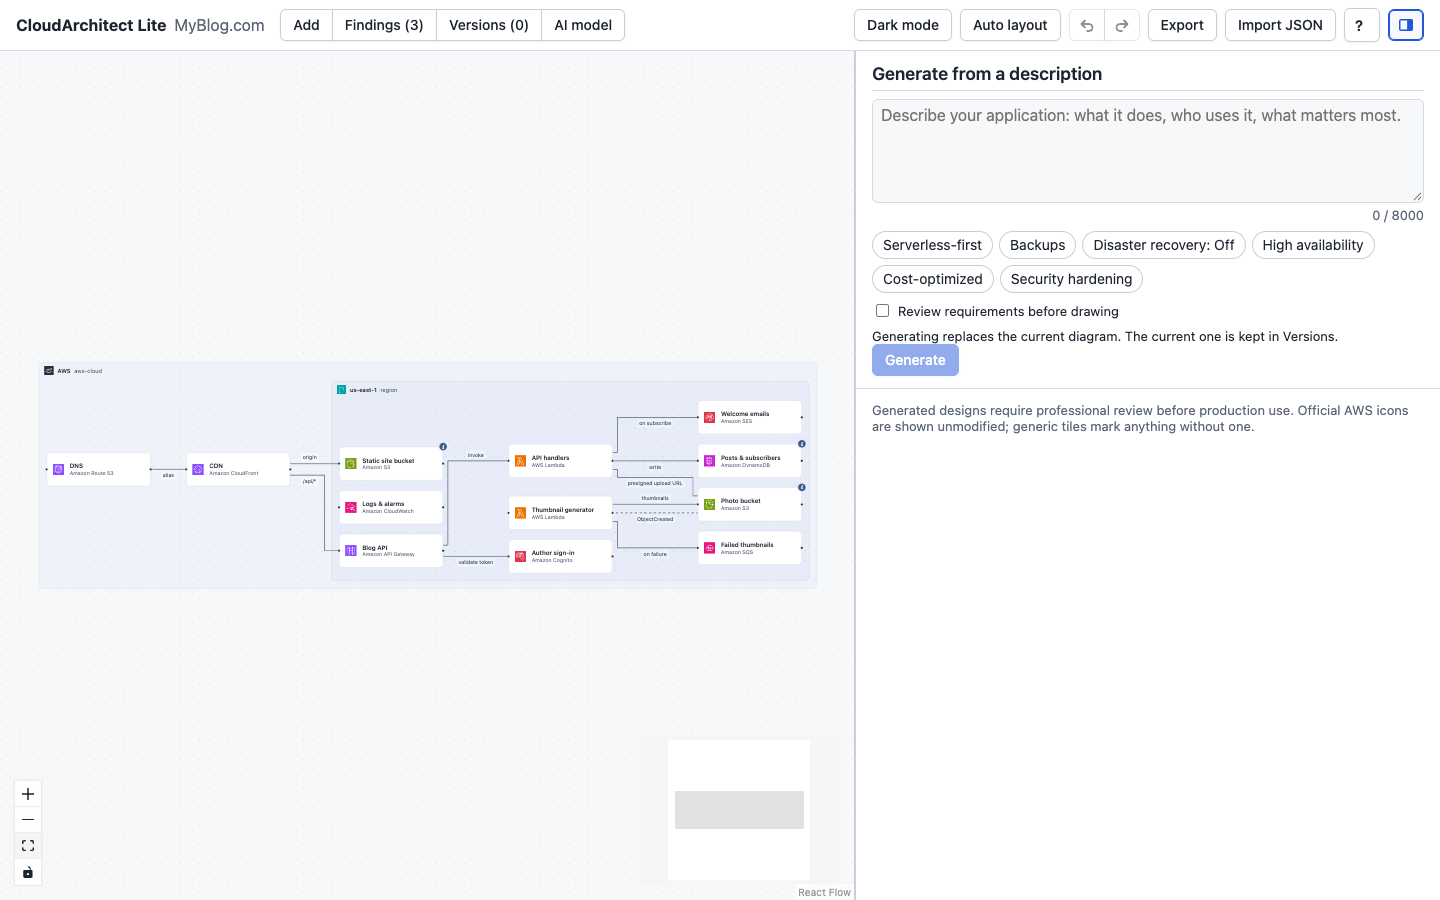 CloudArchitect Lite MyBlog.com Add Findings (3) Versions (0) AI model Dark mode Auto layout Export Import JSON ?
Generate from a description
Describe your application: what it does, who uses it, what matters most.
0 / 8000
Serverless-first Backups Disaster recovery: Off High availability
Cost-optimized Security hardening
Review requirements before drawing
Generating replaces the current diagram. The current one is kept in Versions.
Generate
Generated designs require professional review before production use. Official AWS icons
are shown unmodified; generic tiles mark anything without one.
AWS aws-cloud
us-east-1 region
DNS
Amazon Route 53
alias
CDN
Amazon CloudFront
origin
/api/*
Static site bucket
Amazon S3
Logs & alarms
Amazon CloudWatch
Blog API
Amazon API Gateway
invoke
validate token
API handlers
AWS Lambda
Thumbnail generator
AWS Lambda
Author sign-in
Amazon Cognito
on subscribe
write
presigned upload URL
thumbnails
ObjectCreated
on failure
Welcome emails
Amazon SES
Posts & subscribers
Amazon DynamoDB
Photo bucket
Amazon S3
Failed thumbnails
Amazon SQS
React Flow